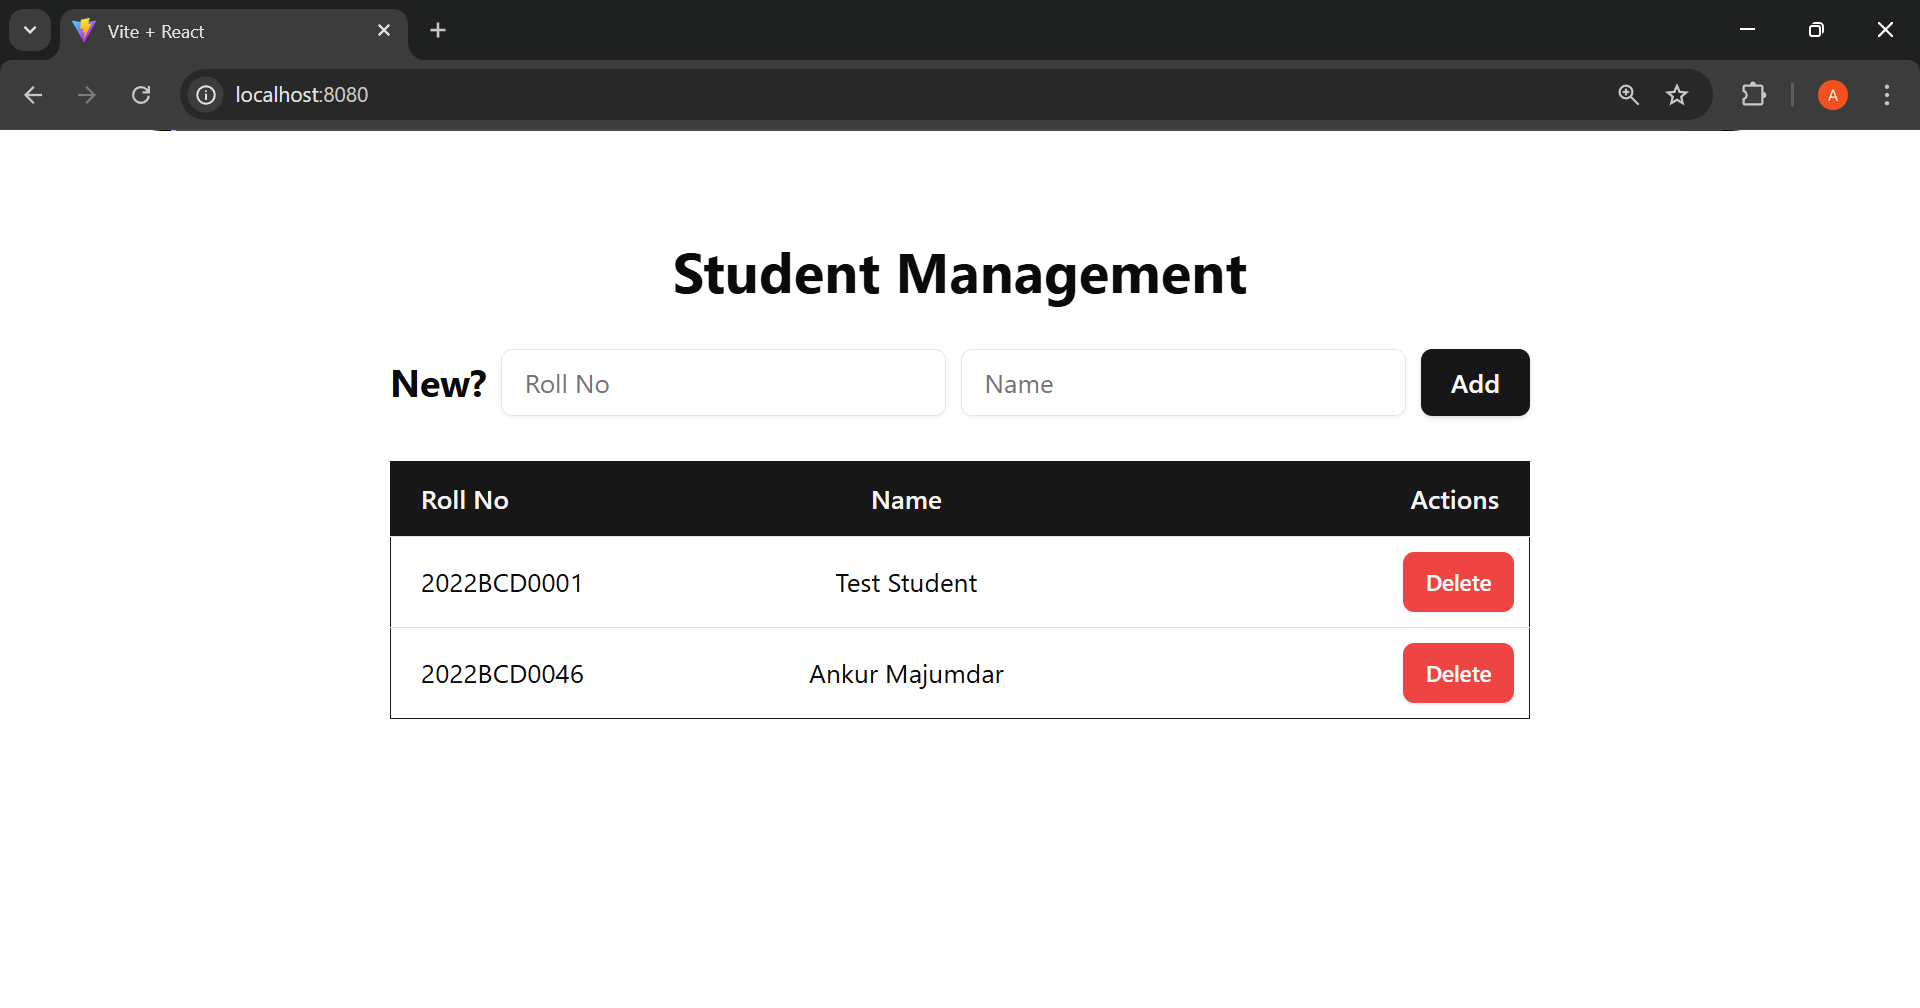 Vite + React
localhost:8080
A
Student Management
New? Roll No Name Add
Roll No Name Actions
2022BCD0001 Test Student Delete
2022BCD0046 Ankur Majumdar Delete